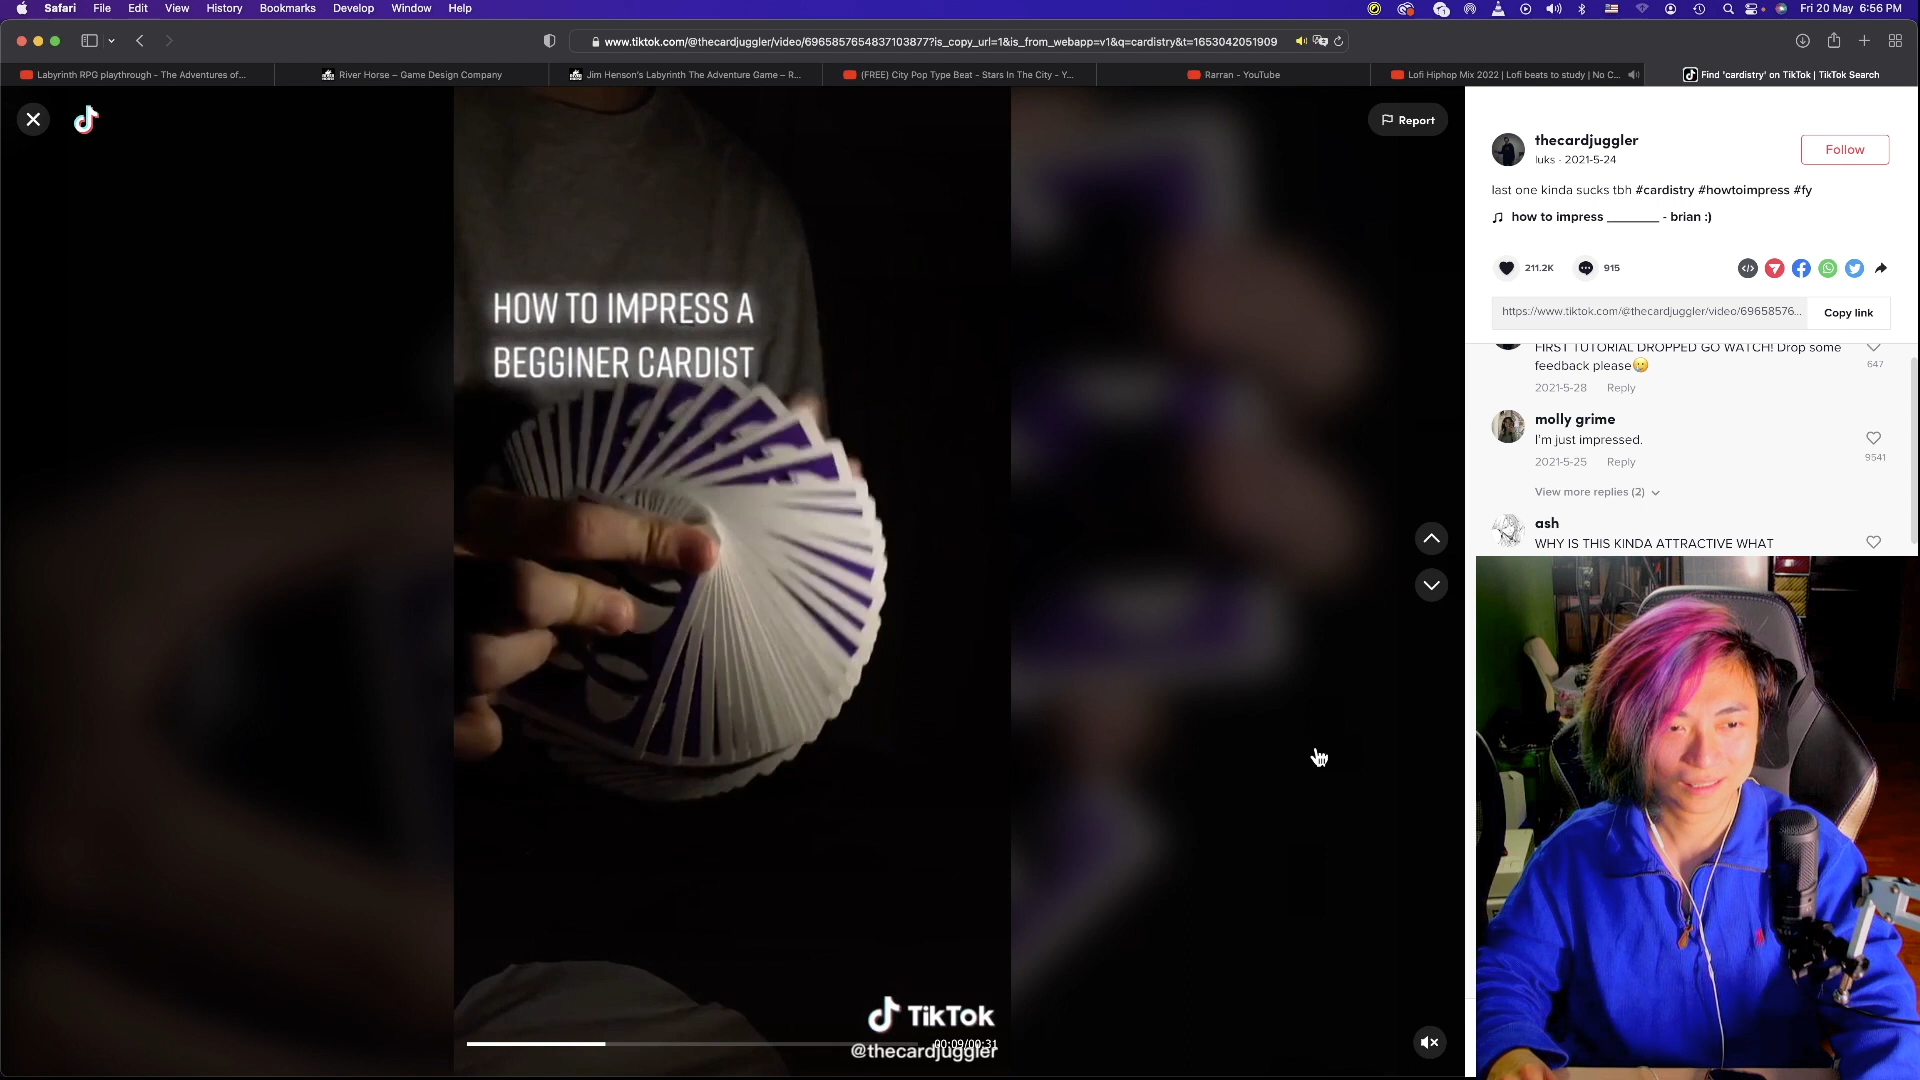 Safari File Edit View History Bookmarks Develop Window Help
Fri 20 May 6:56 PM
www.tiktok.com/@thecardjuggler/video/6965857654837103877?is_copy_url=1&is_from_webapp=v1&q=cardistry&t=1653042051909
Labyrinth RPG playthrough - The Adventures of...
River Horse – Game Design Company
Jim Henson's Labyrinth The Adventure Game – R...
(FREE) City Pop Type Beat - Stars In The City - Y...
Rarran - YouTube
Lofi Hiphop Mix 2022 | Lofi beats to study | No C...
Find 'cardistry' on TikTok | TikTok Search
Report
HOW TO IMPRESS A
BEGGINER CARDIST
TikTok
@thecardjuggler
00:09/00:31
thecardjuggler
luks · 2021-5-24
Follow
last one kinda sucks tbh #cardistry #howtoimpress #fy
how to impress ________ - brian :)
211.2K
915
https://www.tiktok.com/@thecardjuggler/video/69658576...
Copy link
FIRST TUTORIAL DROPPED GO WATCH! Drop some
feedback please🥲
647
2021-5-28 Reply
molly grime
I'm just impressed.
9541
2021-5-25 Reply
View more replies (2)
ash
WHY IS THIS KINDA ATTRACTIVE WHAT